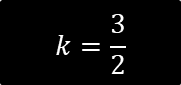 k = 3/2